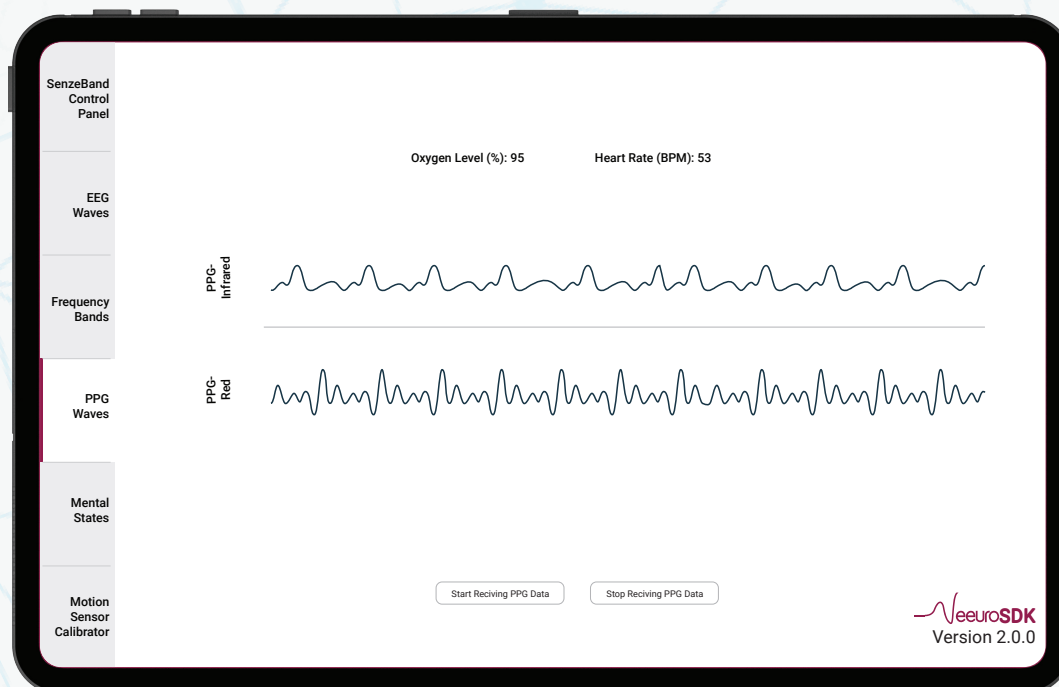 SenzeBand
Control
Panel
EEG
Waves
Frequency
Bands
PPG
Waves
Mental
States
Motion
Sensor
Calibrator
Oxygen Level (%): 95
Heart Rate (BPM): 53
PPG-
Infrared
PPG-
Red
Start Reciving PPG Data
Stop Reciving PPG Data
NeeuroSDK
Version 2.0.0